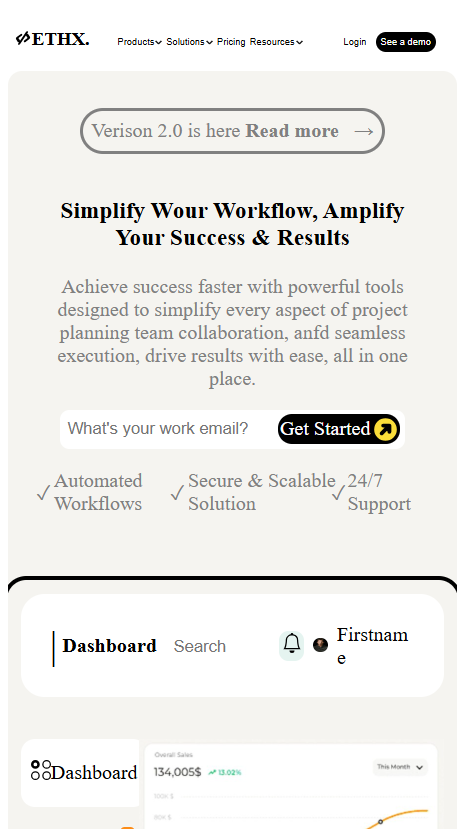 ETHX.
Products Solutions Pricing Resources Login See a demo
Verison 2.0 is here Read more →
Simplify Wour Workflow, Amplify
Your Success & Results
Achieve success faster with powerful tools
designed to simplify every aspect of project
planning team collaboration, anfd seamless
execution, drive results with ease, all in one
place.
What's your work email? Get Started
Automated
Workflows
Secure & Scalable
Solution
24/7
Support
Dashboard Search
Firstnam
e
Dashboard
Overall Sales
134,005$ 13.02%
This Month
100K $
80K $